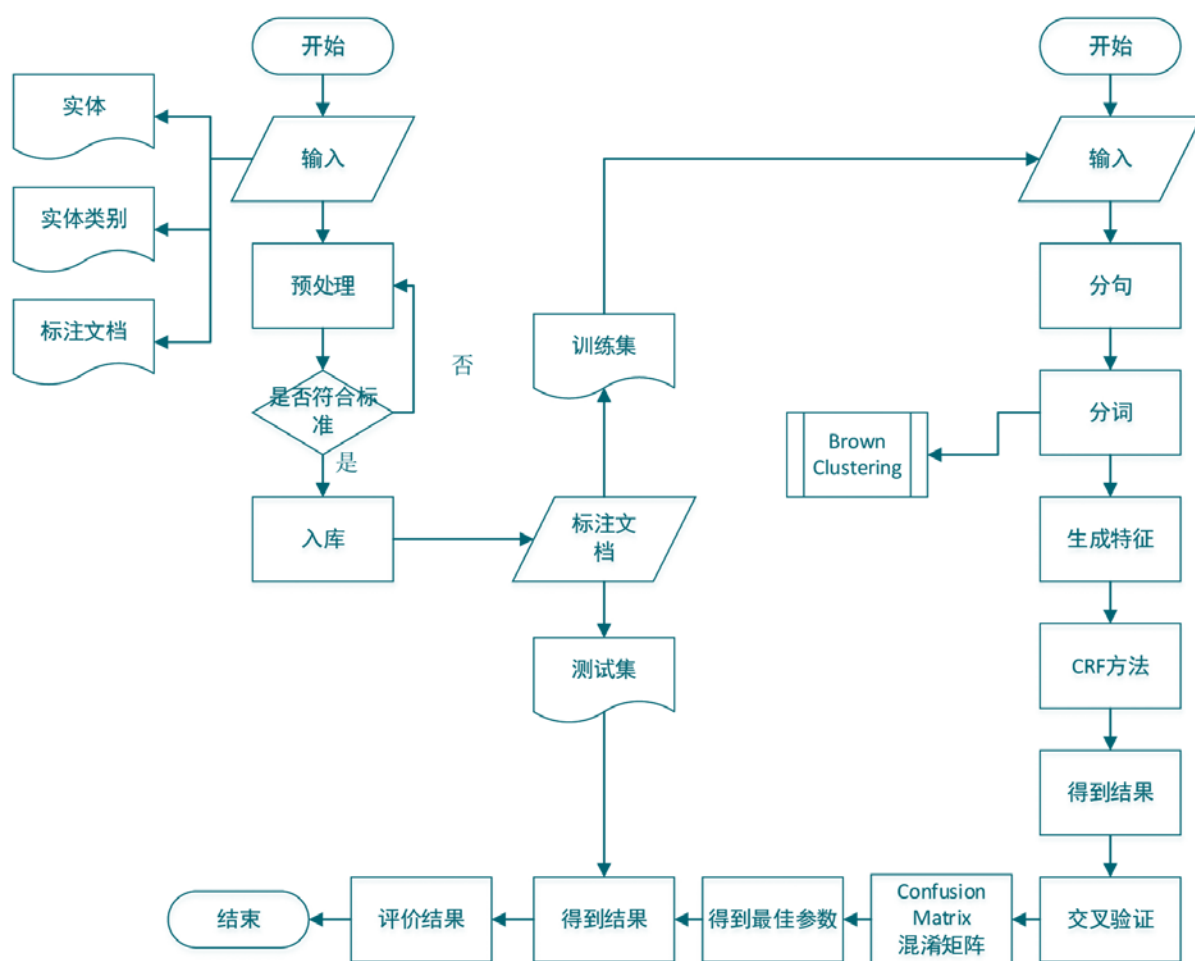 开始
输入
实体
实体类别
标注文档
预处理
否
是否符合标
准
是
入库
标注文
档
训练集
测试集
开始
输入
分句
分词
Brown
Clustering
生成特征
CRF方法
得到结果
交叉验证
Confusion
Matrix
混淆矩阵
得到最佳参数
得到结果
评价结果
结束